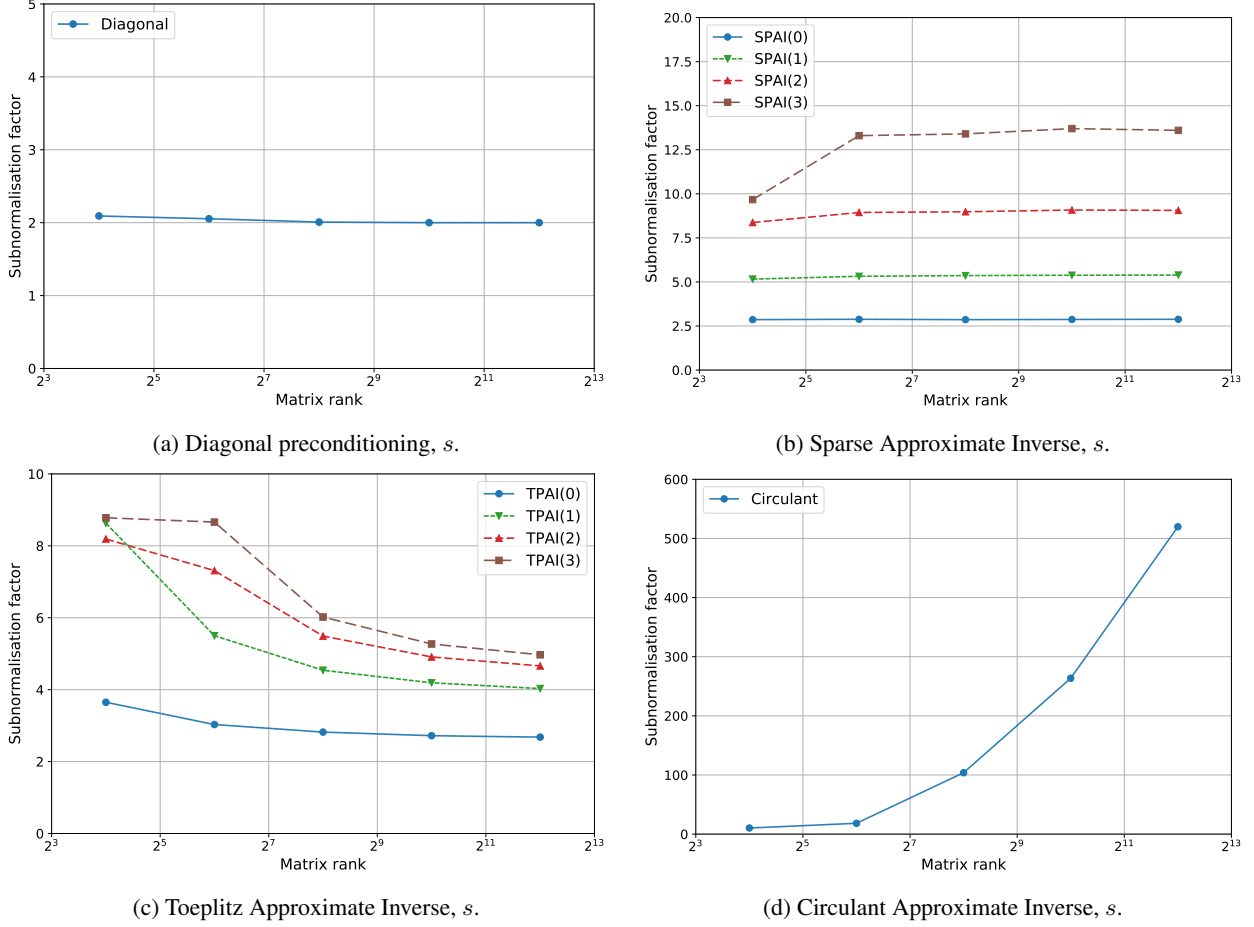 5
4
3
2
1
0
Subnormalisation factor
Diagonal
2^3
2^5
2^7
2^9
2^11
2^13
Matrix rank
(a) Diagonal preconditioning, s.
20.0
17.5
15.0
12.5
10.0
7.5
5.0
2.5
0.0
Subnormalisation factor
SPAI(0)
SPAI(1)
SPAI(2)
SPAI(3)
2^3
2^5
2^7
2^9
2^11
2^13
Matrix rank
(b) Sparse Approximate Inverse, s.
10
8
6
4
2
0
Subnormalisation factor
TPAI(0)
TPAI(1)
TPAI(2)
TPAI(3)
2^3
2^5
2^7
2^9
2^11
2^13
Matrix rank
(c) Toeplitz Approximate Inverse, s.
600
500
400
300
200
100
0
Subnormalisation factor
Circulant
2^3
2^5
2^7
2^9
2^11
2^13
Matrix rank
(d) Circulant Approximate Inverse, s.